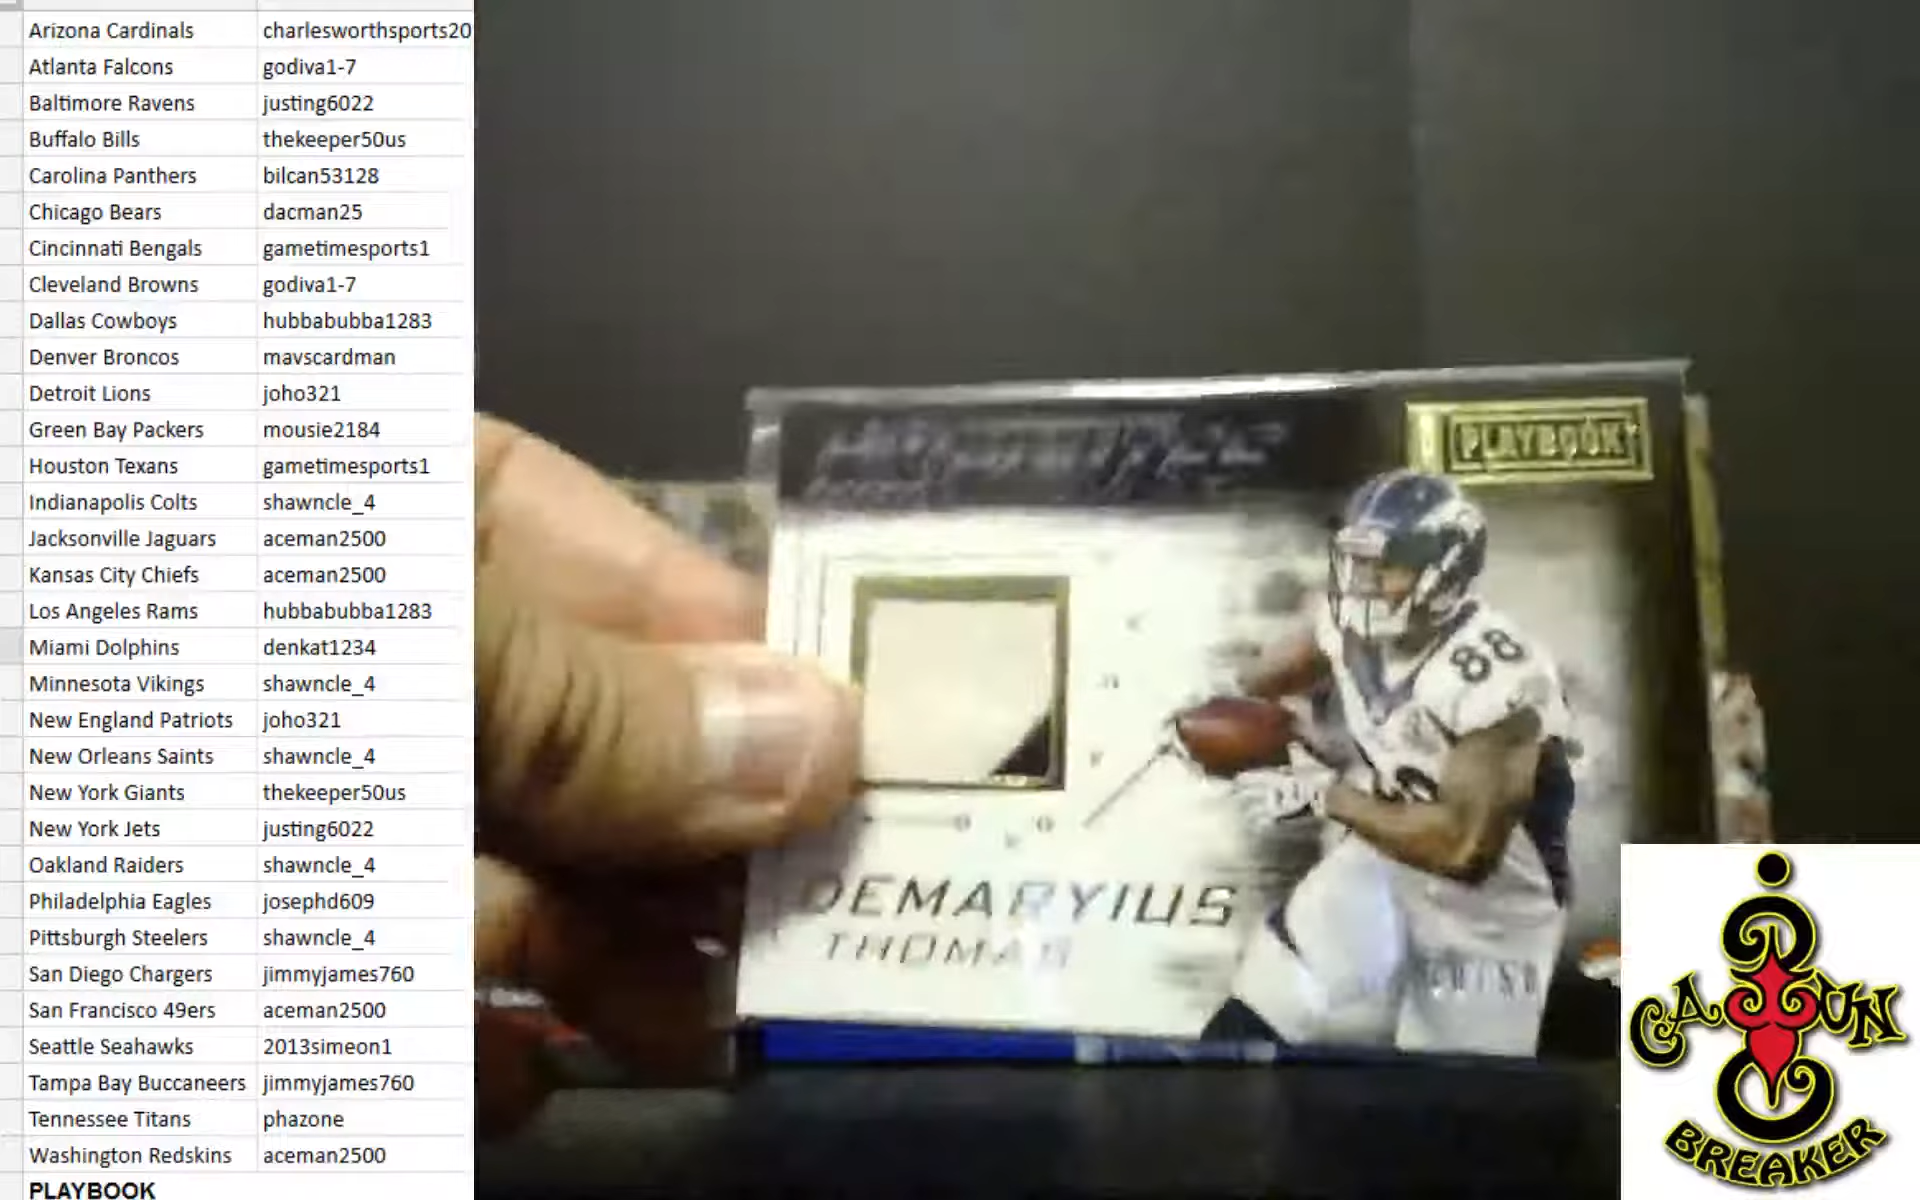 Arizona Cardinals charlesworthsports20
Atlanta Falcons godiva1-7
Baltimore Ravens justing6022
Buffalo Bills thekeeper50us
Carolina Panthers bilcan53128
Chicago Bears dacman25
Cincinnati Bengals gametimesports1
Cleveland Browns godiva1-7
Dallas Cowboys hubbabubba1283
Denver Broncos mavscardman
Detroit Lions joho321
Green Bay Packers mousie2184
Houston Texans gametimesports1
Indianapolis Colts shawncle_4
Jacksonville Jaguars aceman2500
Kansas City Chiefs aceman2500
Los Angeles Rams hubbabubba1283
Miami Dolphins denkat1234
Minnesota Vikings shawncle_4
New England Patriots joho321
New Orleans Saints shawncle_4
New York Giants thekeeper50us
New York Jets justing6022
Oakland Raiders shawncle_4
Philadelphia Eagles josephd609
Pittsburgh Steelers shawncle_4
San Diego Chargers jimmyjames760
San Francisco 49ers aceman2500
Seattle Seahawks 2013simeon1
Tampa Bay Buccaneers jimmyjames760
Tennessee Titans phazone
Washington Redskins aceman2500
PLAYBOOK
PLAYBOOK
88
DEMARYIUS
THOMAS
CAJUN
BREAKER